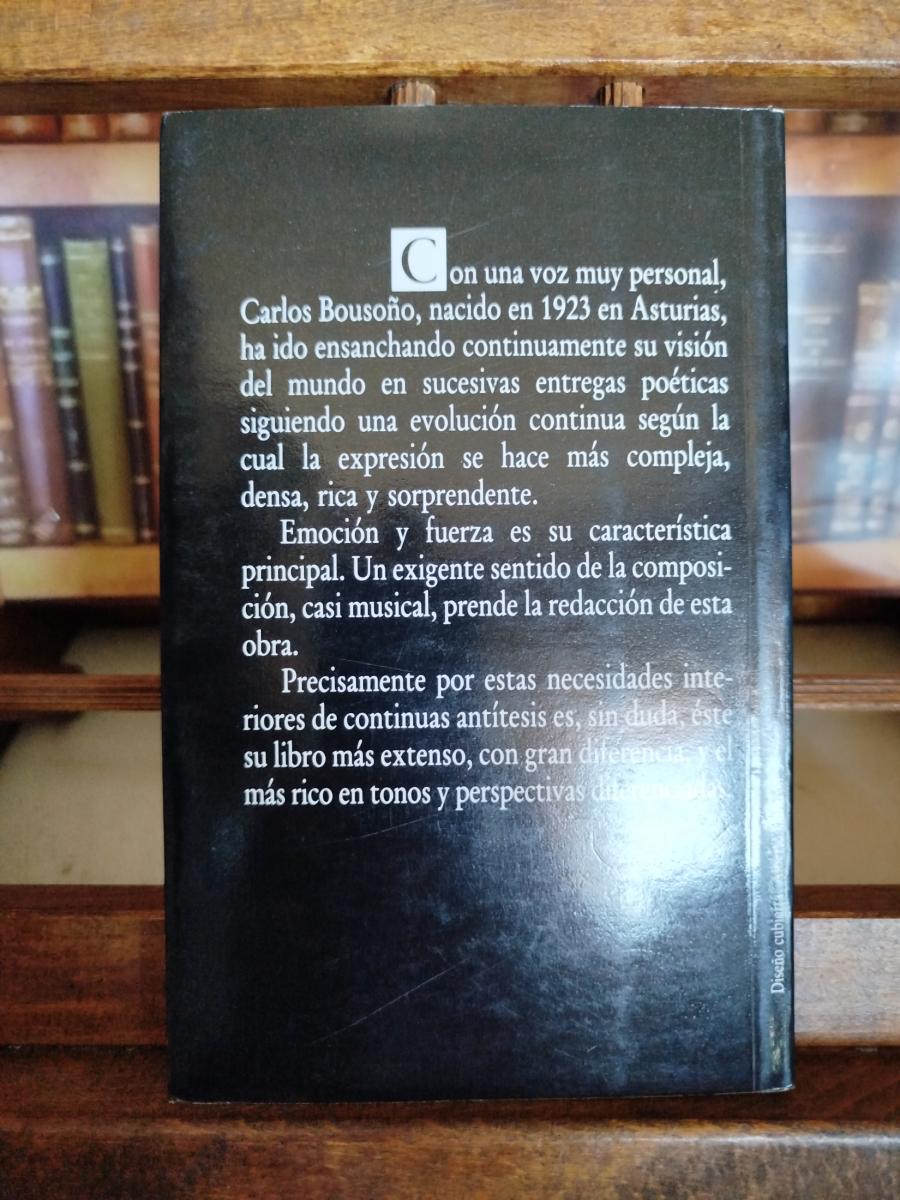 Con una voz muy personal,
Carlos Bousoño, nacido en 1923 en Asturias,
ha ido ensanchando continuamente su visión
del mundo en sucesivas entregas poéticas
siguiendo una evolución continua según la
cual la expresión se hace más compleja,
densa, rica y sorprendente.
Emoción y fuerza es su característica
principal. Un exigente sentido de la composi-
ción, casi musical, prende la redacción de esta
obra.
Precisamente por estas necesidades inte-
riores de continuas antítesis es, sin duda, éste
su libro más extenso, con gran diferencia, y el
más rico en tonos y perspectivas diferenciadas.
Diseño